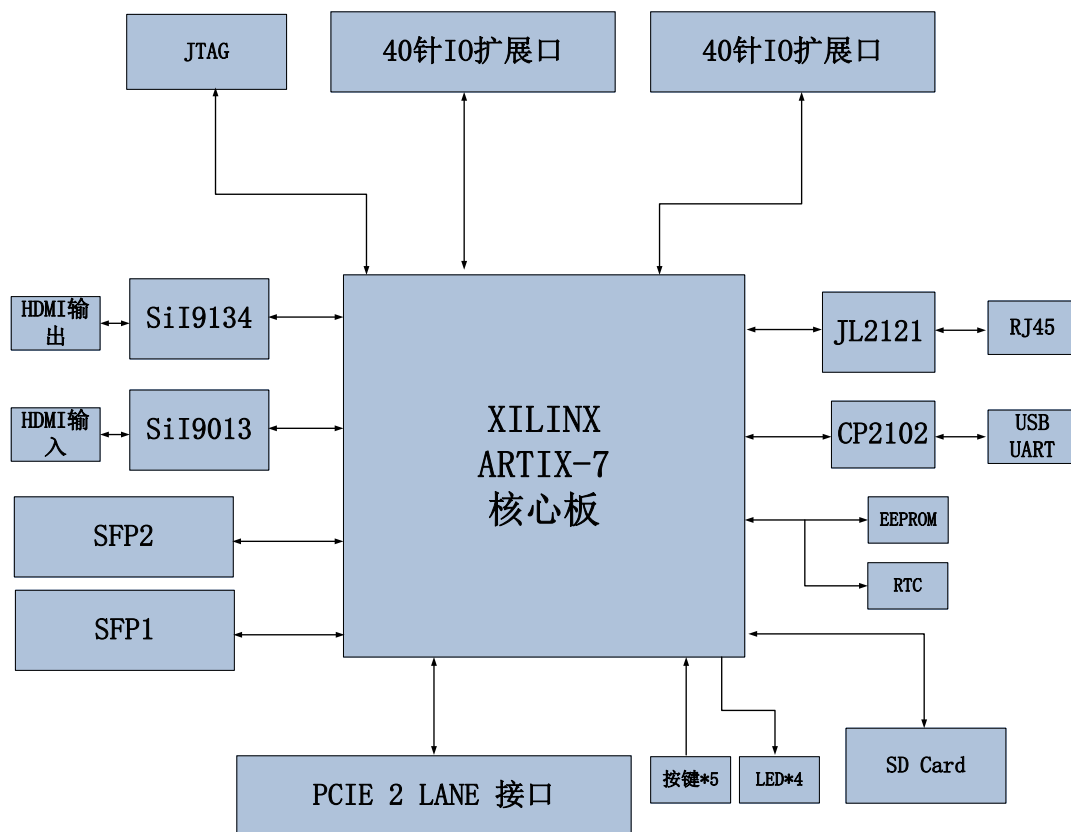 JTAG
40针IO扩展口
40针IO扩展口
HDMI输
出
SiI9134
JL2121
RJ45
HDMI输
入
SiI9013
XILINX
ARTIX-7
核心板
CP2102
USB
UART
SFP2
EEPROM
SFP1
RTC
PCIE 2 LANE 接口
按键*5
LED*4
SD Card